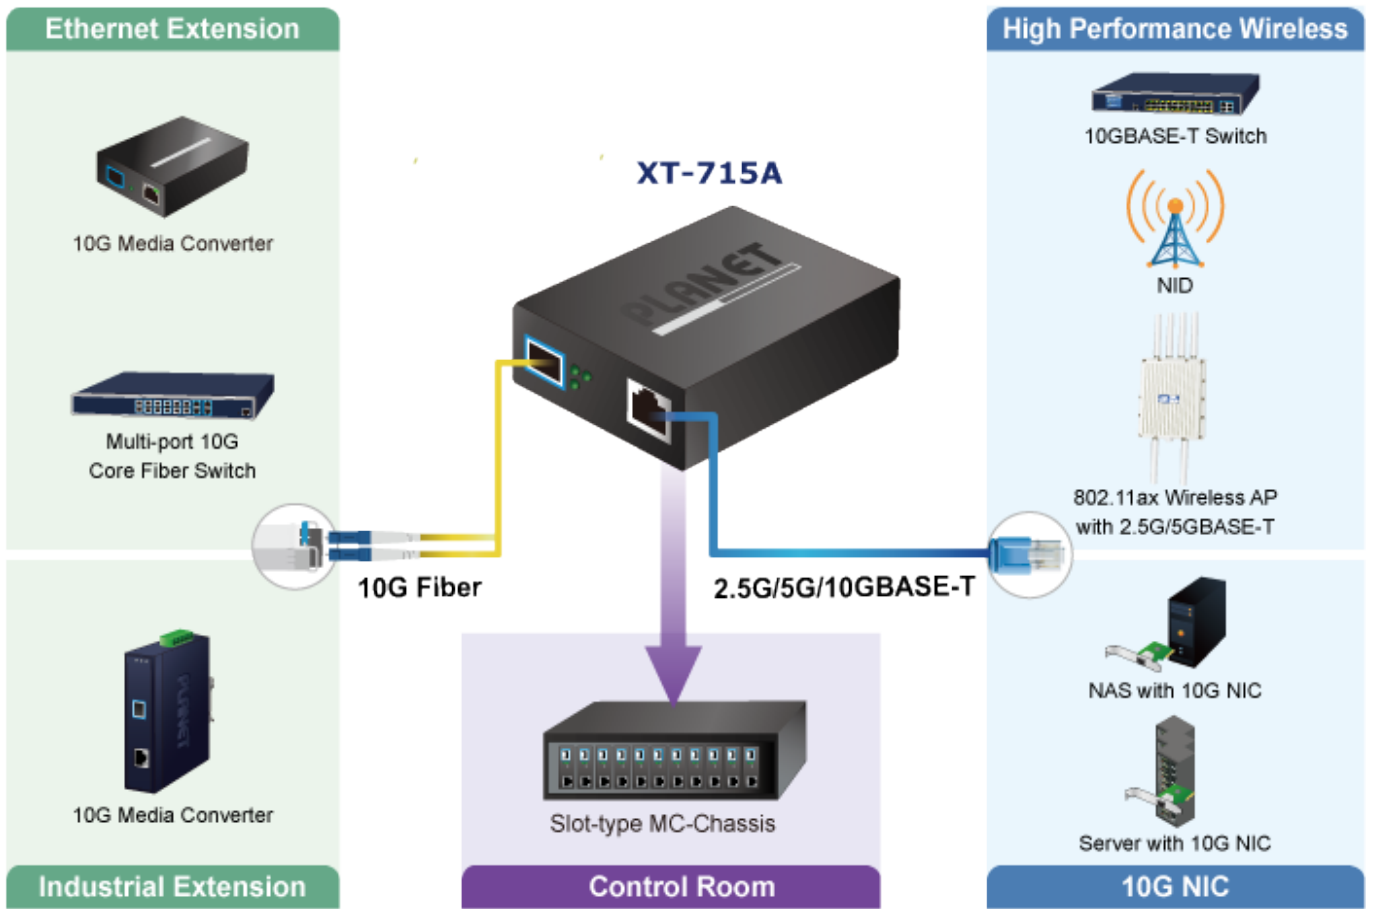 Ethernet Extension
10G Media Converter
Multi-port 10G
Core Fiber Switch
10G Media Converter
Industrial Extension
XT-715A
PLANET
10G Fiber
2.5G/5G/10GBASE-T
Slot-type MC-Chassis
Control Room
High Performance Wireless
10GBASE-T Switch
NID
802.11ax Wireless AP
with 2.5G/5GBASE-T
NAS with 10G NIC
Server with 10G NIC
10G NIC
PLANET